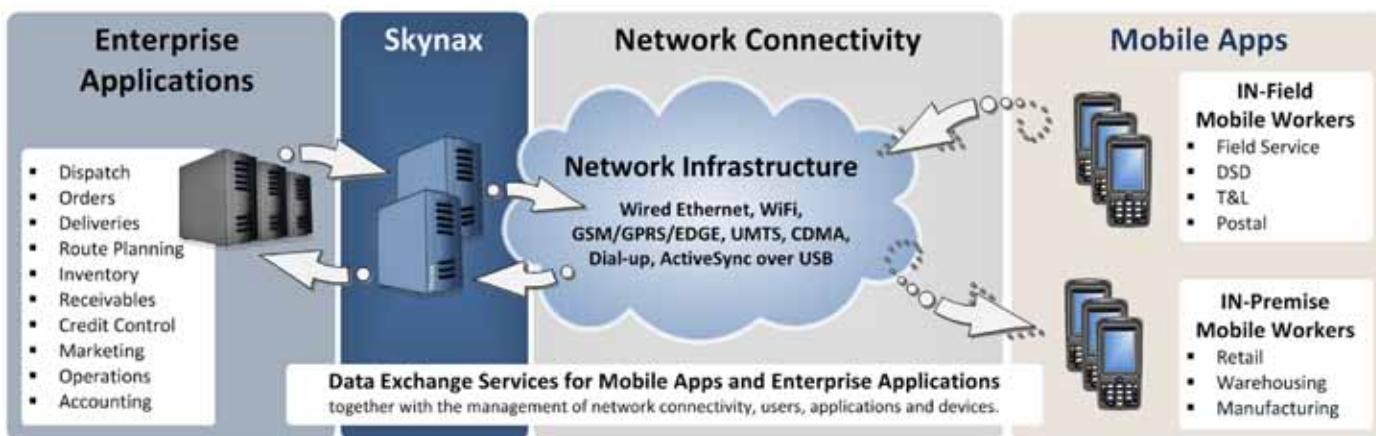 Enterprise
Applications
▪ Dispatch
▪ Orders
▪ Deliveries
▪ Route Planning
▪ Inventory
▪ Receivables
▪ Credit Control
▪ Marketing
▪ Operations
▪ Accounting
Skynax
Network Connectivity
Network Infrastructure
Wired Ethernet, WiFi,
GSM/GPRS/EDGE, UMTS, CDMA,
Dial-up, ActiveSync over USB
Data Exchange Services for Mobile Apps and Enterprise Applications
together with the management of network connectivity, users, applications and devices.
Mobile Apps
IN-Field
Mobile Workers
▪ Field Service
▪ DSD
▪ T&L
▪ Postal
IN-Premise
Mobile Workers
▪ Retail
▪ Warehousing
▪ Manufacturing